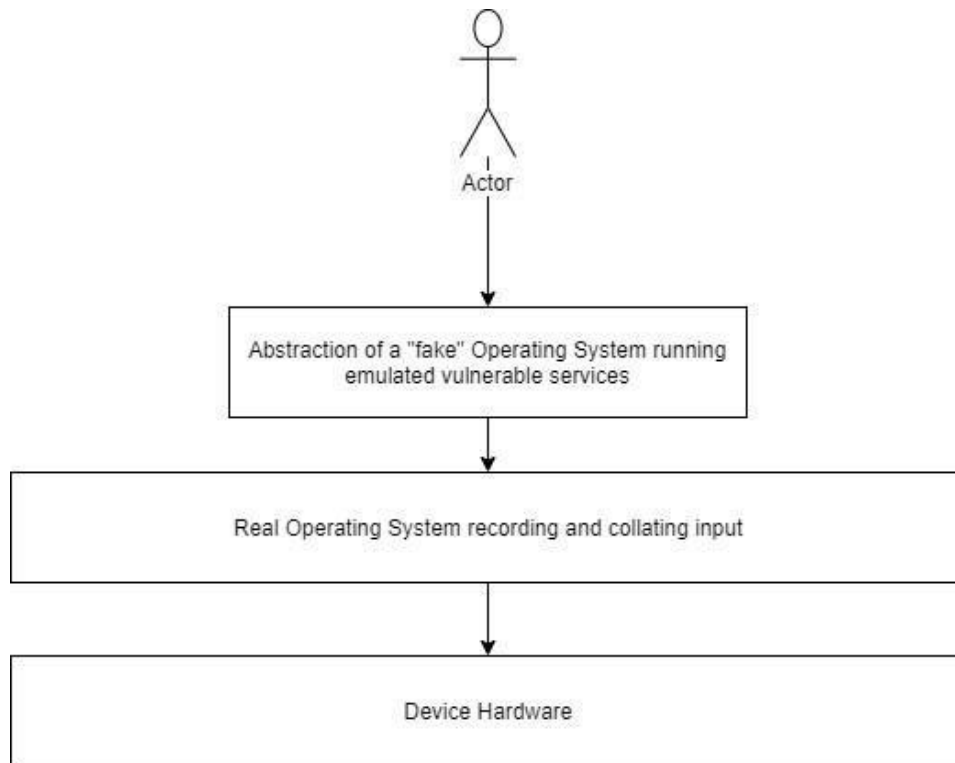 Actor
Abstraction of a "fake" Operating System running
emulated vulnerable services
Real Operating System recording and collating input
Device Hardware